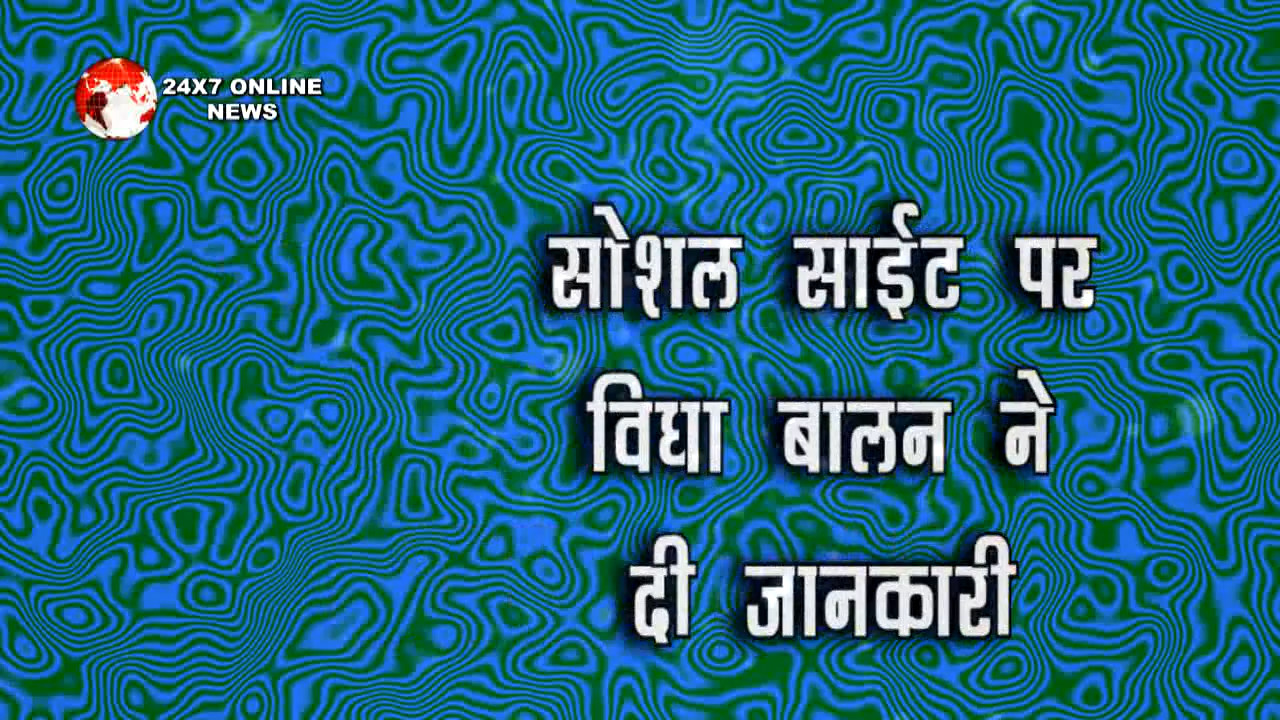 24X7 ONLINE
NEWS
सोशल साईट पर
विघा बालन ने
दी जानकारी